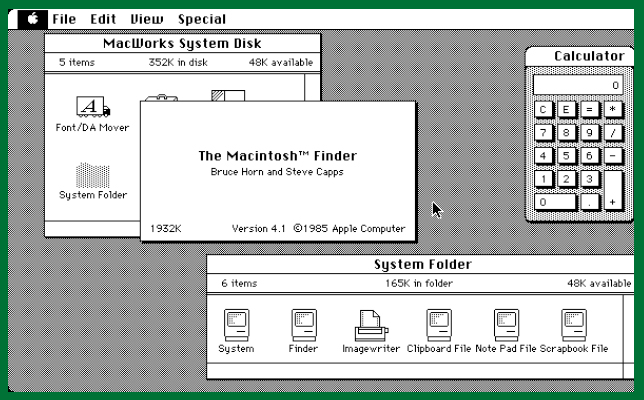 File Edit View Special
MacWorks System Disk
5 items 352K in disk 48K available
Font/DA Mover
System Folder
The Macintosh™ Finder
Bruce Horn and Steve Capps
1932K Version 4.1 ©1985 Apple Computer
Calculator
0
C E = *
7 8 9 /
4 5 6 -
1 2 3
0 . +
System Folder
6 items 165K in folder 48K available
System Finder Imagewriter Clipboard File Note Pad File Scrapbook File